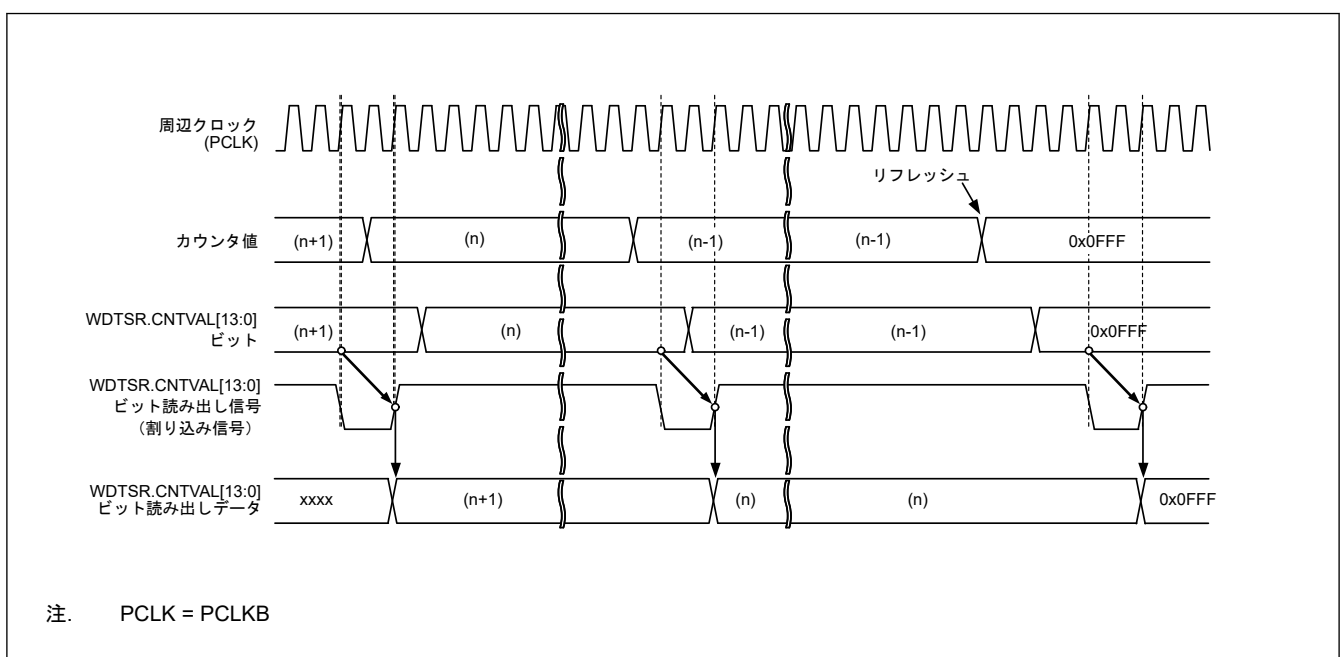 周辺クロック
(PCLK)
リフレッシュ
カウンタ値
(n+1)
(n)
(n-1)
(n-1)
0x0FFF
WDTSR.CNTVAL[13:0]
ビット
(n+1)
(n)
(n-1)
(n-1)
0x0FFF
WDTSR.CNTVAL[13:0]
ビット読み出し信号
（割り込み信号）
WDTSR.CNTVAL[13:0]
ビット読み出しデータ
xxxx
(n+1)
(n)
(n)
0x0FFF
注. PCLK = PCLKB